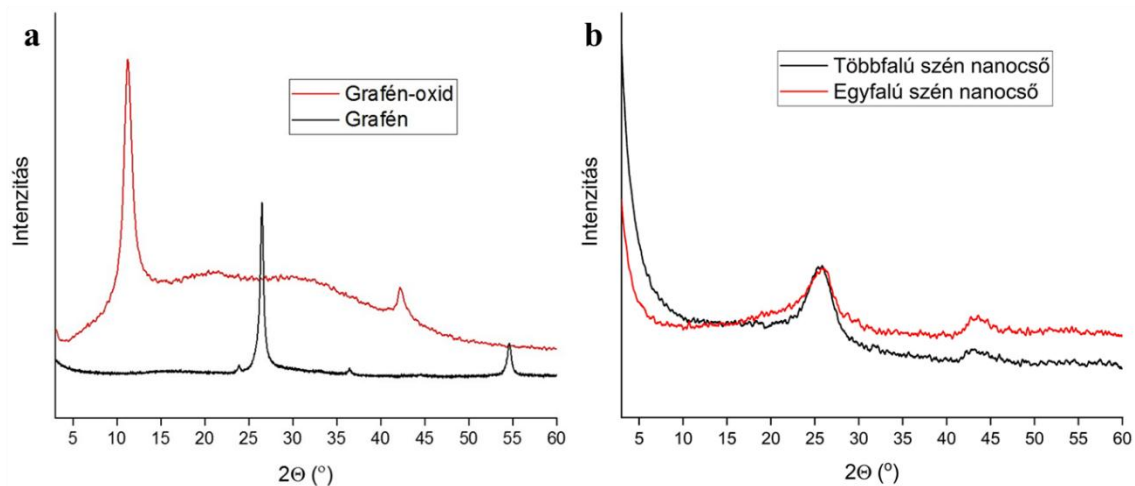 a
Grafén-oxid
Grafén
Intenzitás
5 10 15 20 25 30 35 40 45 50 55 60
2Θ (°)
b
Többfalú szén nanocső
Egyfalú szén nanocső
Intenzitás
5 10 15 20 25 30 35 40 45 50 55 60
2Θ (°)